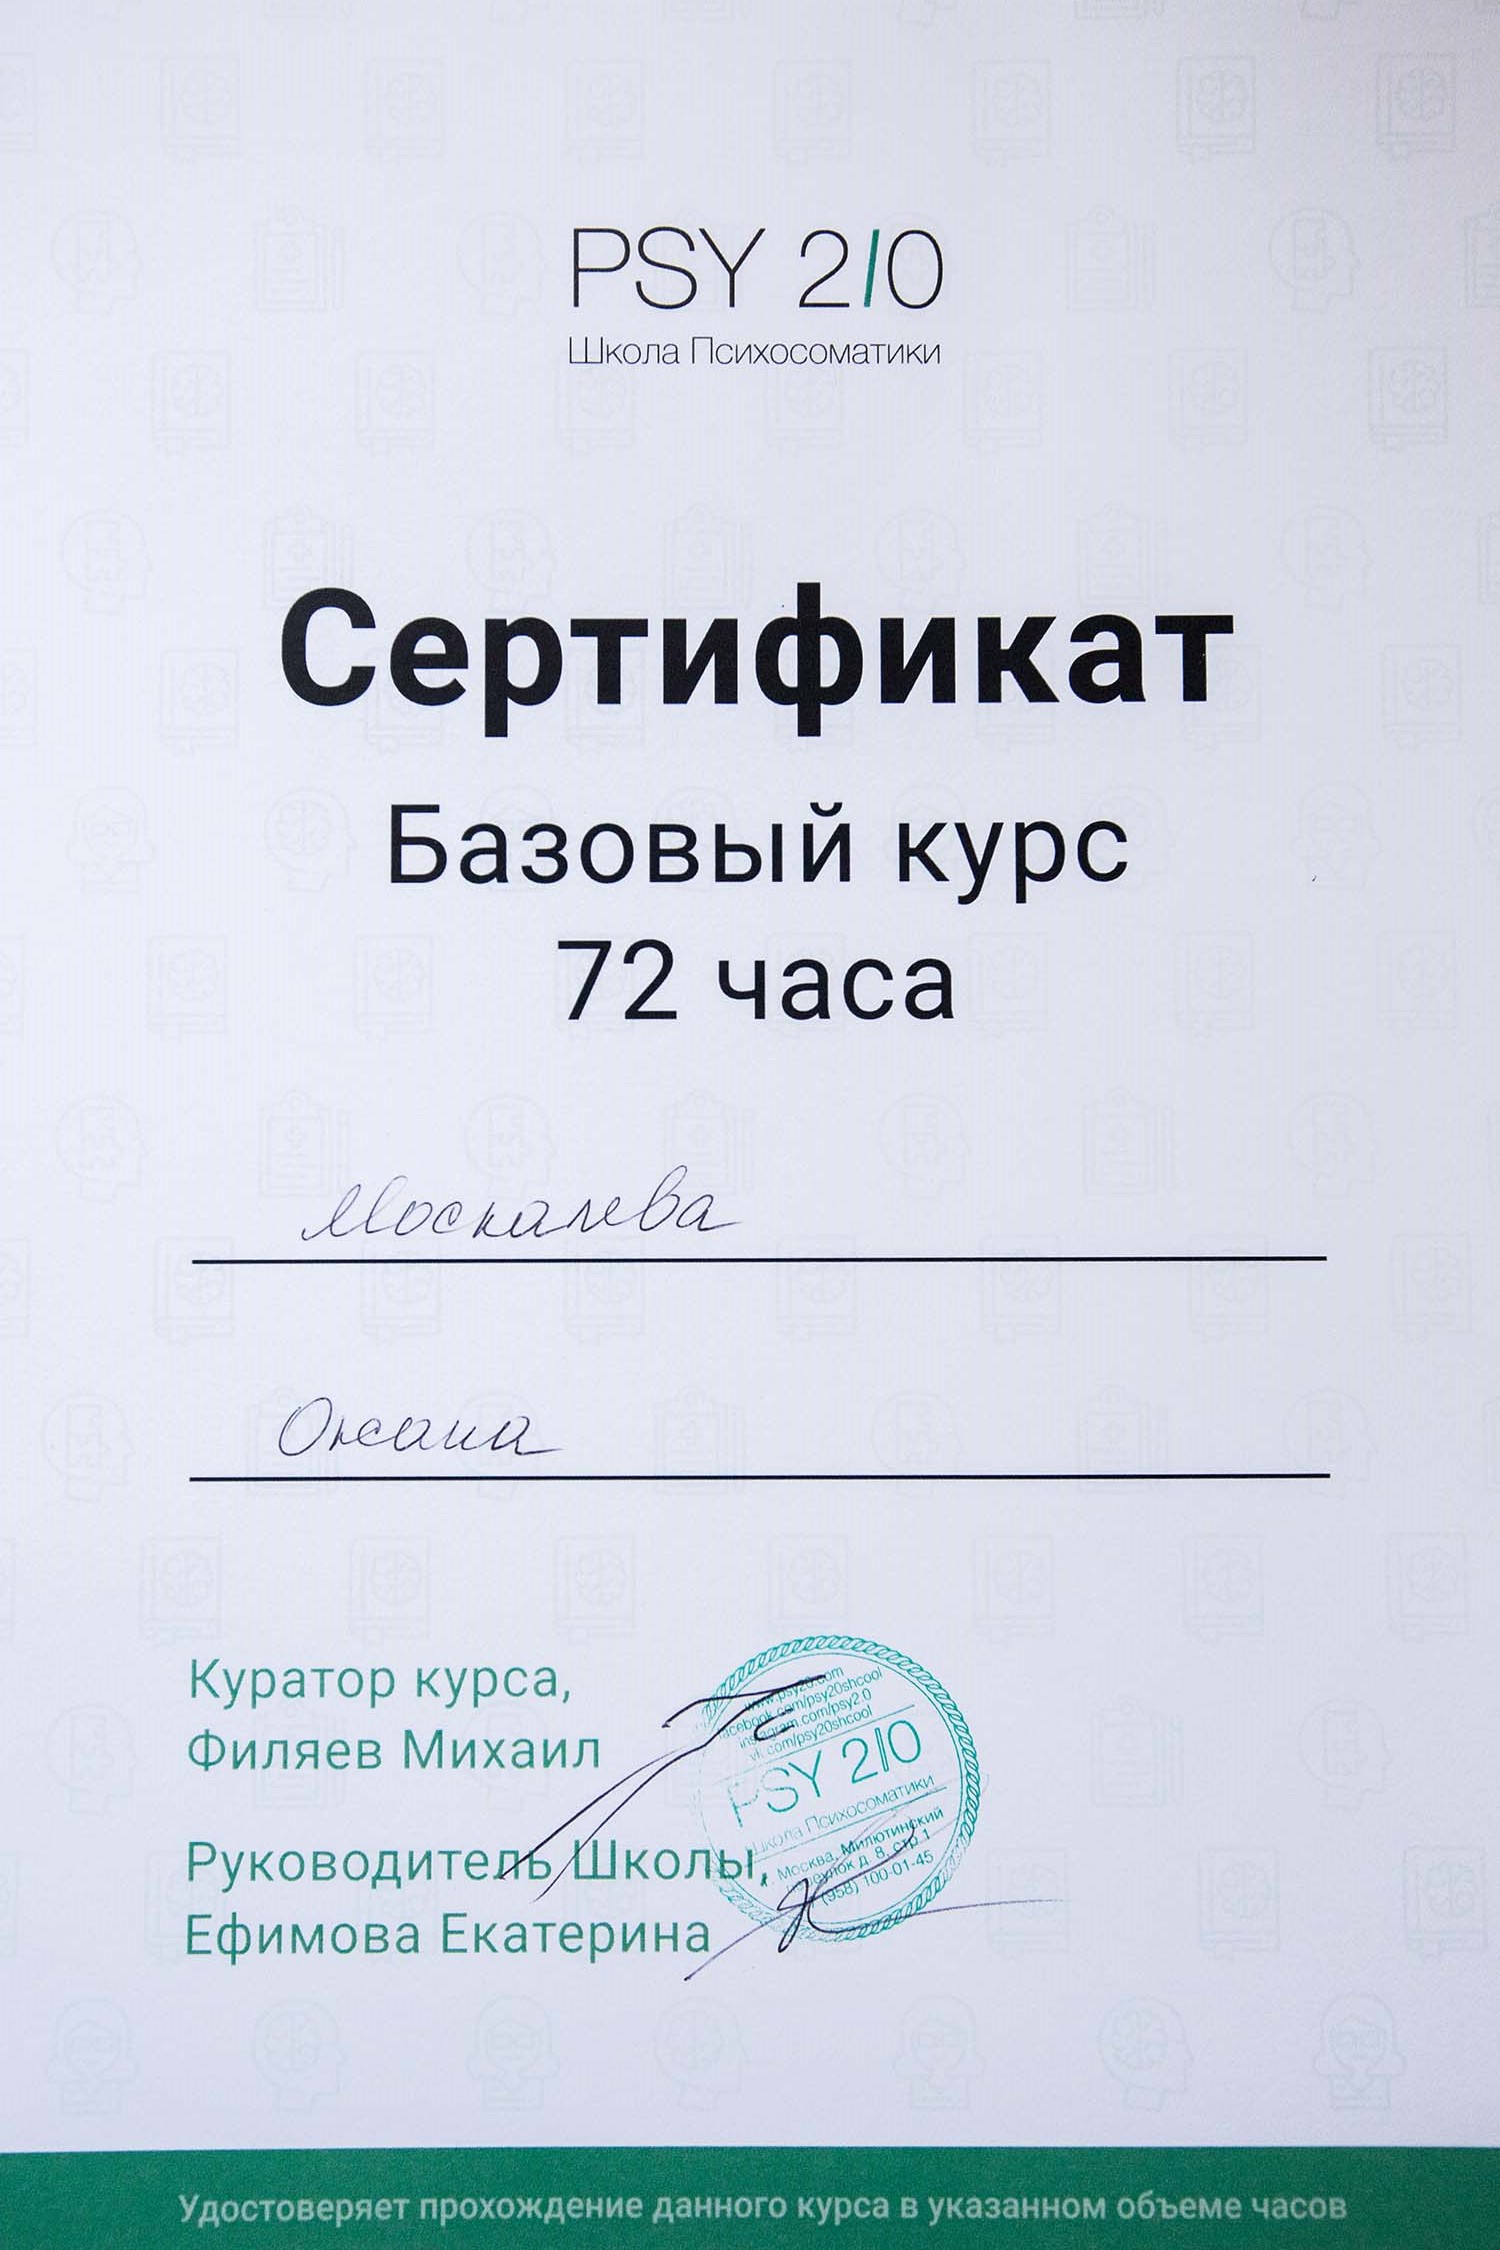 PSY 2/0
Школа Психосоматики
Сертификат
Базовый курс
72 часа
Москалева
Оксана
Куратор курса,
Филяев Михаил
www.psy20.com
facebook.com/psy20shcool
instagram.com/psy2.0
vk.com/psy20shcool
PSY 2/0
Школа Психосоматики
г. Москва, Милютинский
переулок д. 8, стр.1
(958) 100-01-45
Руководитель Школы,
Ефимова Екатерина
Удостоверяет прохождение данного курса в указанном объеме часов